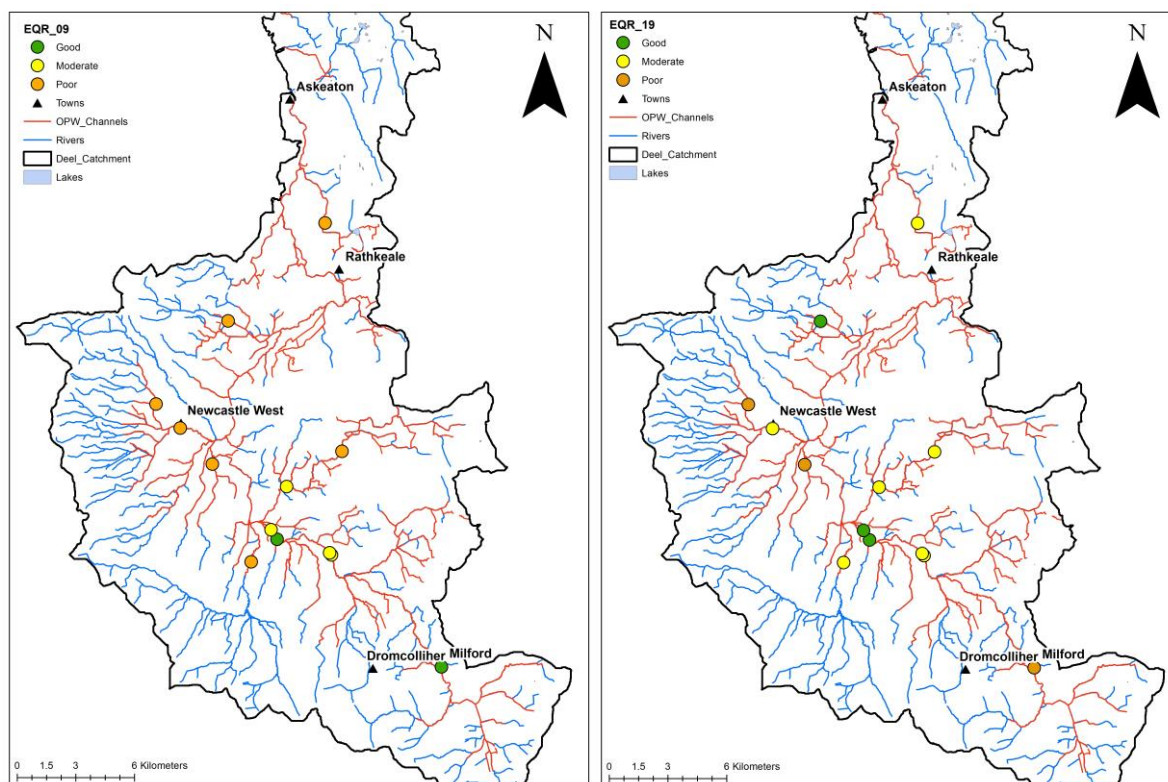 EQR_09
Good
Moderate
Poor
Towns
OPW_Channels
Rivers
Deel_Catchment
Lakes
N
Askeaton
Rathkeale
Newcastle West
Dromcolliher Milford
0 1.5 3 6 Kilometers
EQR_19
Good
Moderate
Poor
Towns
OPW_Channels
Rivers
Deel_Catchment
Lakes
N
Askeaton
Rathkeale
Newcastle West
Dromcolliher Milford
0 1.5 3 6 Kilometers